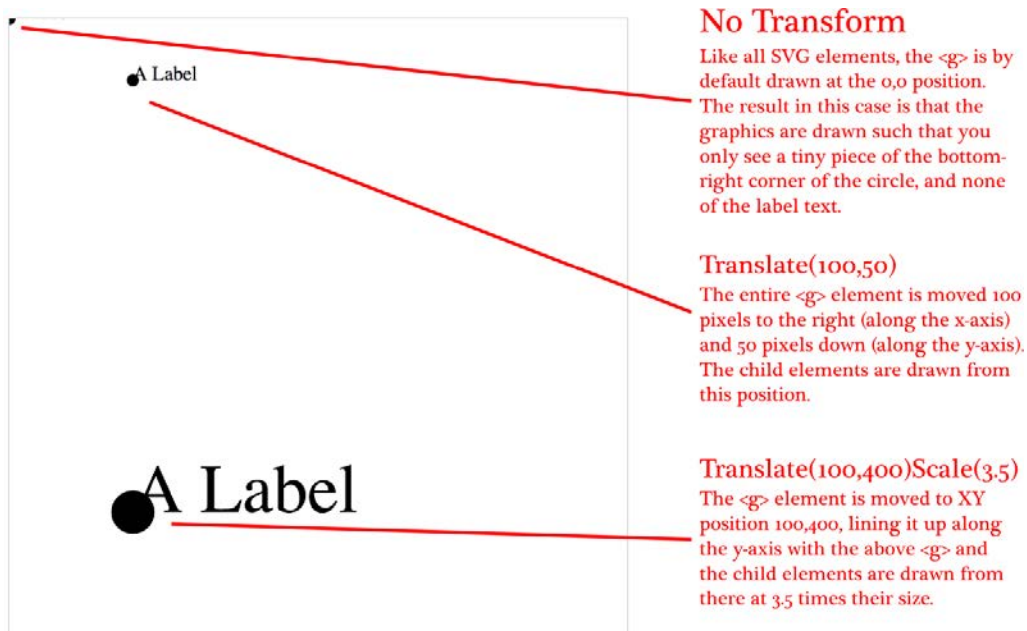 A Label
A Label
No Transform
Like all SVG elements, the <g> is by
default drawn at the 0,0 position.
The result in this case is that the
graphics are drawn such that you
only see a tiny piece of the bottom-
right corner of the circle, and none
of the label text.
Translate(100,50)
The entire <g> element is moved 100
pixels to the right (along the x-axis)
and 50 pixels down (along the y-axis).
The child elements are drawn from
this position.
Translate(100,400)Scale(3.5)
The <g> element is moved to XY
position 100,400, lining it up along
the y-axis with the above <g> and
the child elements are drawn from
there at 3.5 times their size.